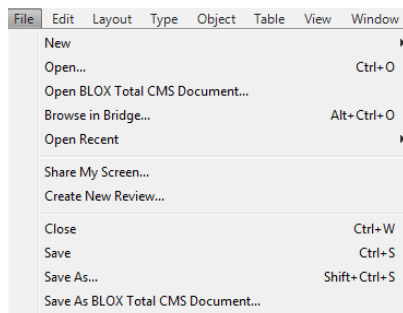 File Edit Layout Type Object Table View Window
New
Open... Ctrl+O
Open BLOX Total CMS Document...
Browse in Bridge... Alt+Ctrl+O
Open Recent
Share My Screen...
Create New Review...
Close Ctrl+W
Save Ctrl+S
Save As... Shift+Ctrl+S
Save As BLOX Total CMS Document...